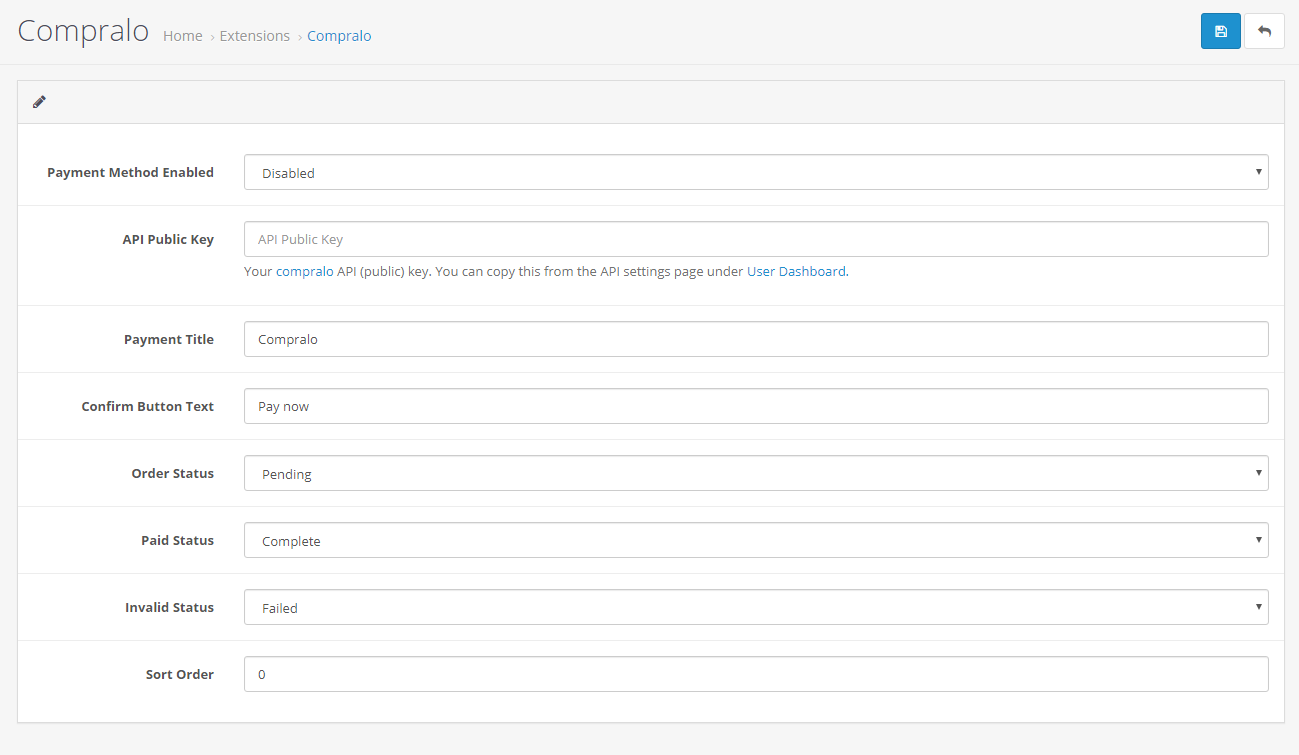 Compralo Home › Extensions › Compralo
Payment Method Enabled Disabled
API Public Key API Public Key
Your compralo API (public) key. You can copy this from the API settings page under User Dashboard.
Payment Title Compralo
Confirm Button Text Pay now
Order Status Pending
Paid Status Complete
Invalid Status Failed
Sort Order 0